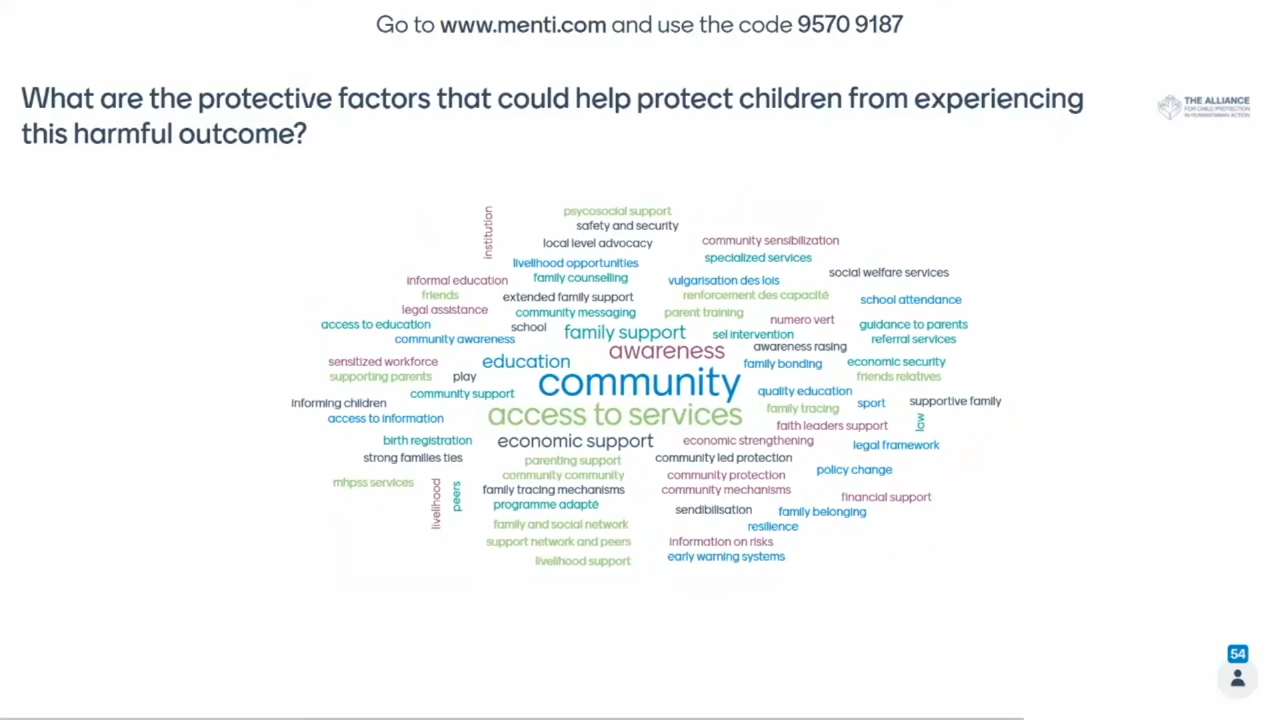 Go to www.menti.com and use the code 9570 9187
What are the protective factors that could help protect children from experiencing
this harmful outcome?
THE ALLIANCE
FOR CHILD PROTECTION
IN HUMANITARIAN ACTION
institution
psycosocial support
safety and security
local level advocacy
community sensibilization
livelihood opportunities
specialized services
informal education
family counselling
vulgarisation des lois
social welfare services
friends
extended family support
renforcement des capacité
school attendance
legal assistance
community messaging
parent training
access to education
school
family support
numero vert
guidance to parents
community awareness
sel intervention
referral services
awareness
awareness rasing
sensitized workforce
education
family bonding
economic security
supporting parents
play
community
friends relatives
community support
quality education
informing children
sport
supportive family
access to information
access to services
family tracing
faith leaders support
law
birth registration
economic support
economic strengthening
legal framework
strong families ties
parenting support
community led protection
community community
community protection
policy change
mhpss services
livelihood
peers
family tracing mechanisms
community mechanisms
financial support
programme adapté
sendibilisation
family belonging
family and social network
resilience
support network and peers
information on risks
livelihood support
early warning systems
54